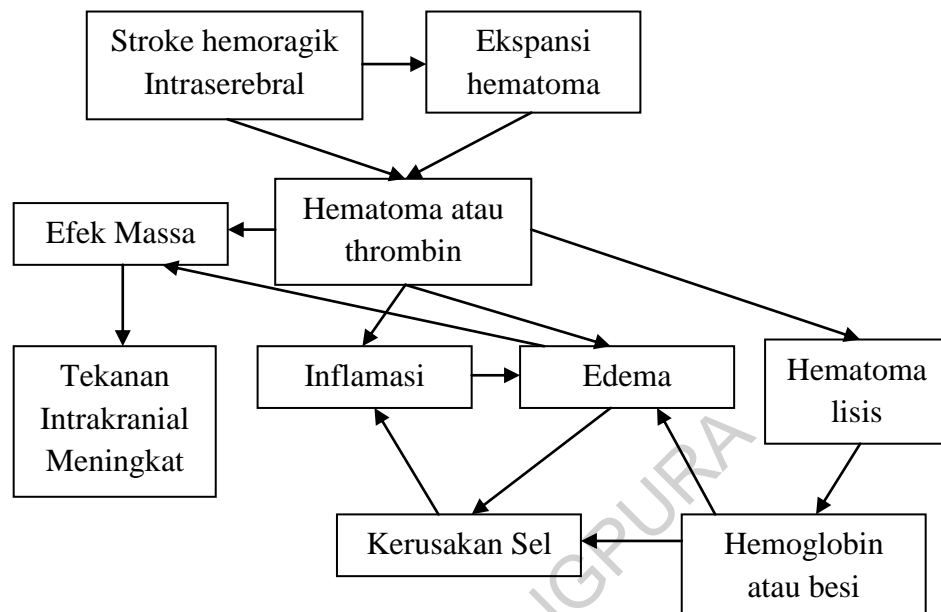 Stroke hemoragik
Intraserebral
Ekspansi
hematoma
Hematoma atau
thrombin
Efek Massa
Tekanan
Intrakranial
Meningkat
Inflamasi
Edema
Hematoma
lisis
Kerusakan Sel
Hemoglobin
atau besi
NGPURA